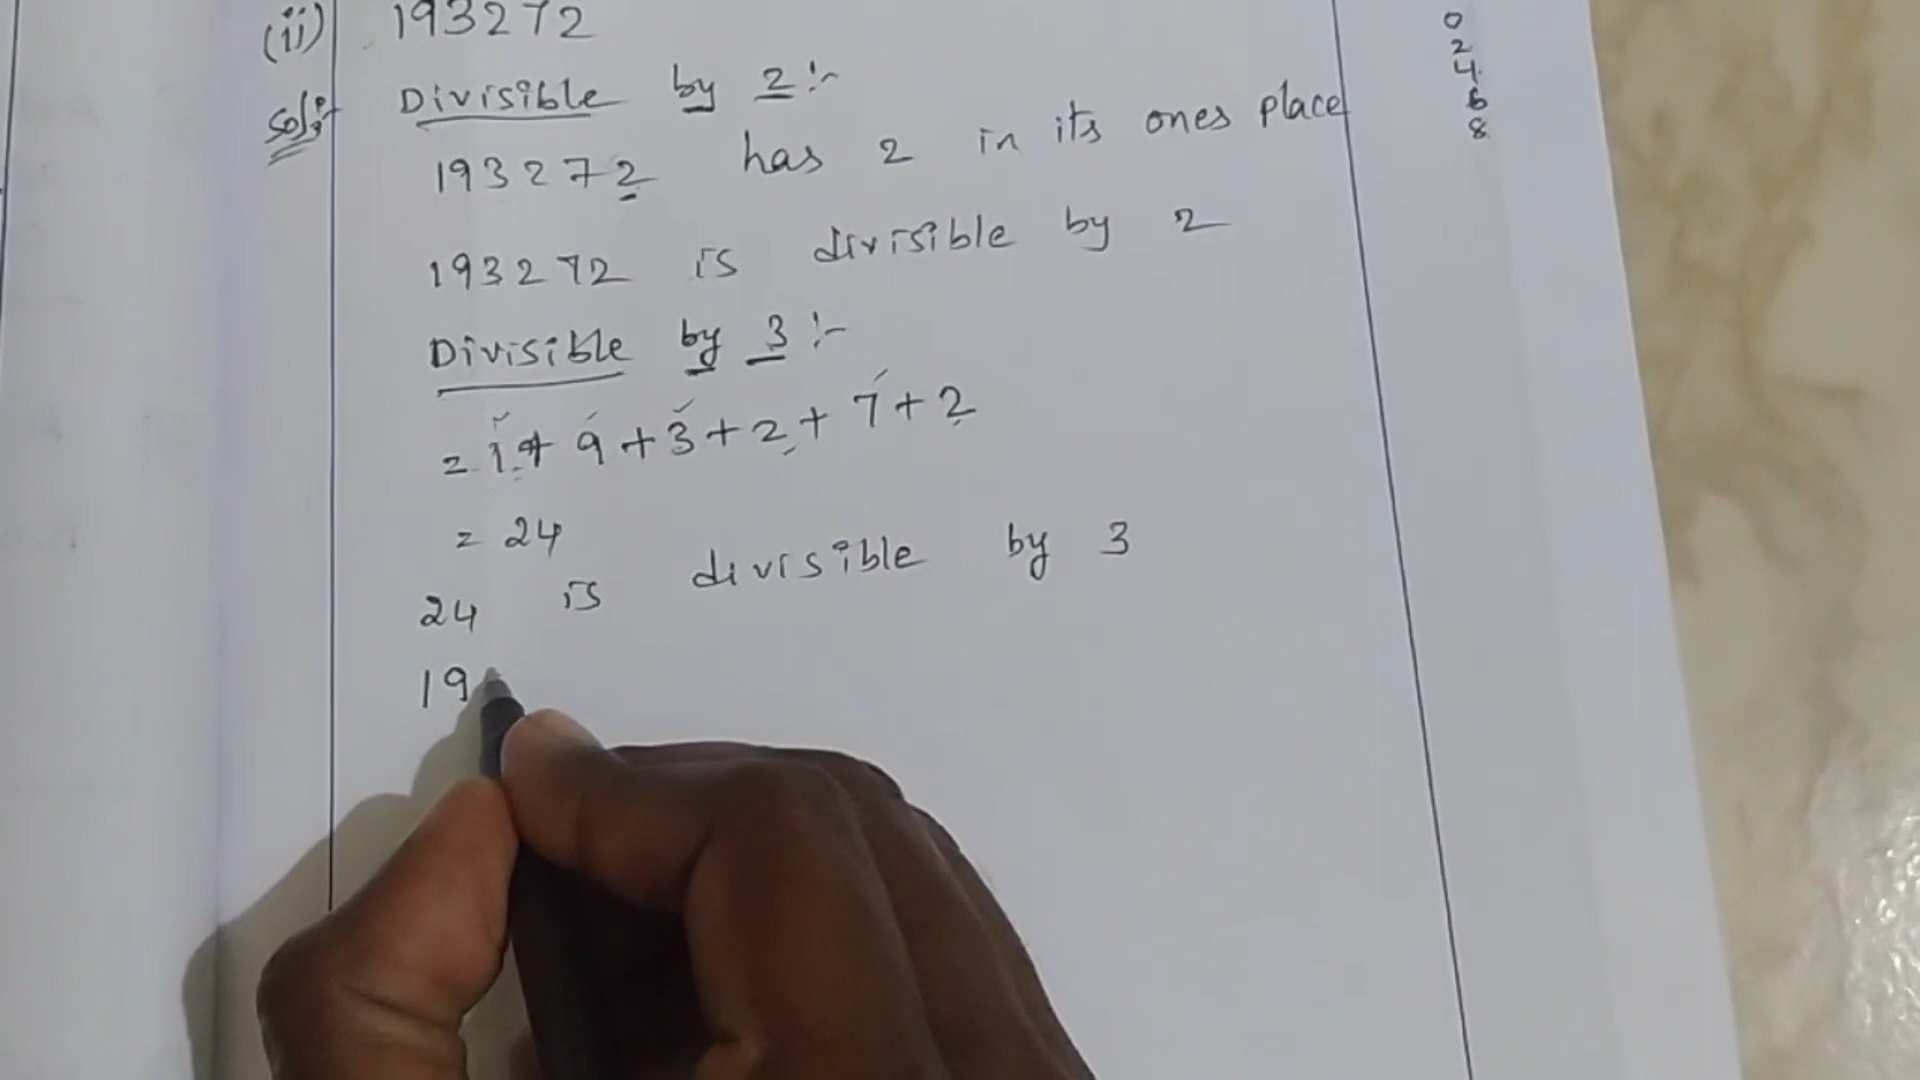 (ii) 193272
Sol:- Divisible by 2 :-
193272 has 2 in its ones place
193272 is divisible by 2
Divisible by 3 :-
= 1+9+3+2+7+2
= 24
24 is divisible by 3
19
0
2
4
6
8